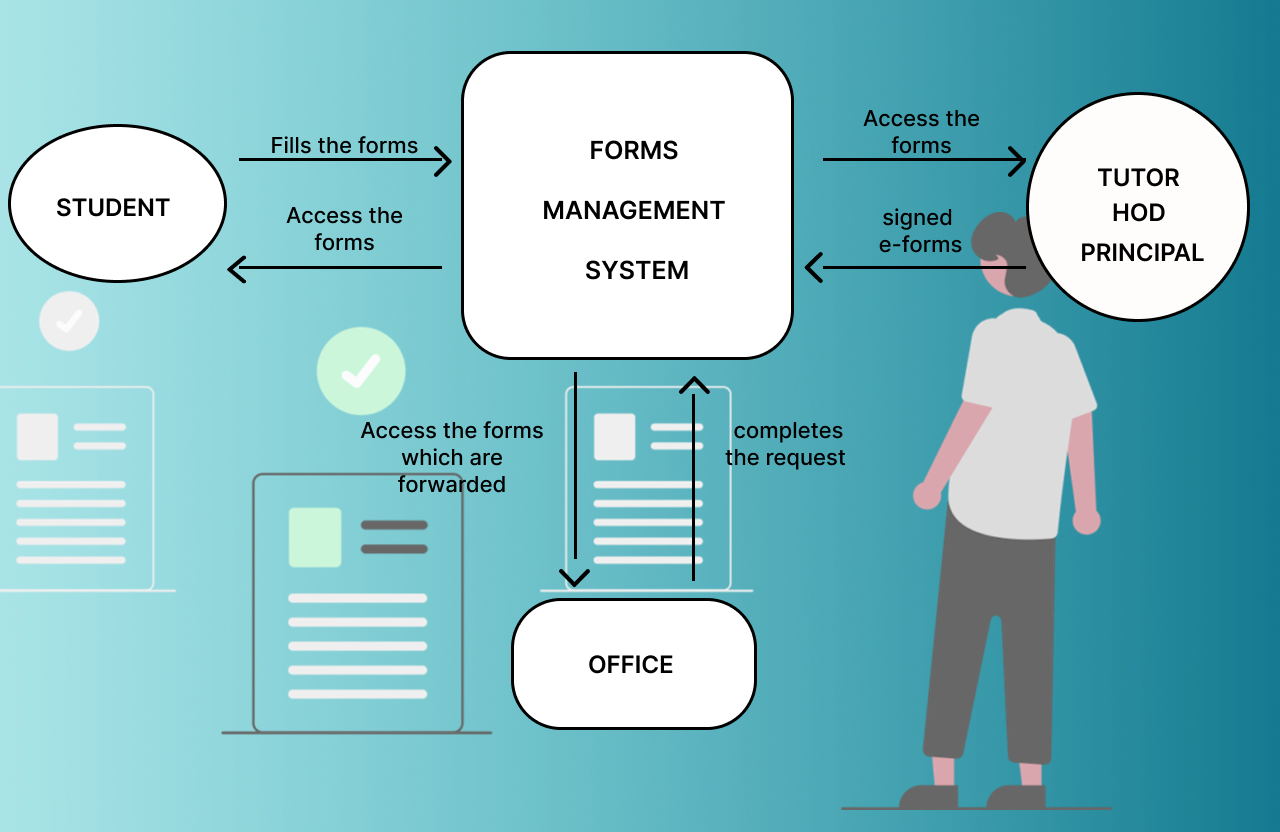 FORMS
MANAGEMENT
SYSTEM
STUDENT
Fills the forms
Access the
forms
Access the
forms
signed
e-forms
TUTOR
HOD
PRINCIPAL
Access the forms
which are
forwarded
completes
the request
OFFICE